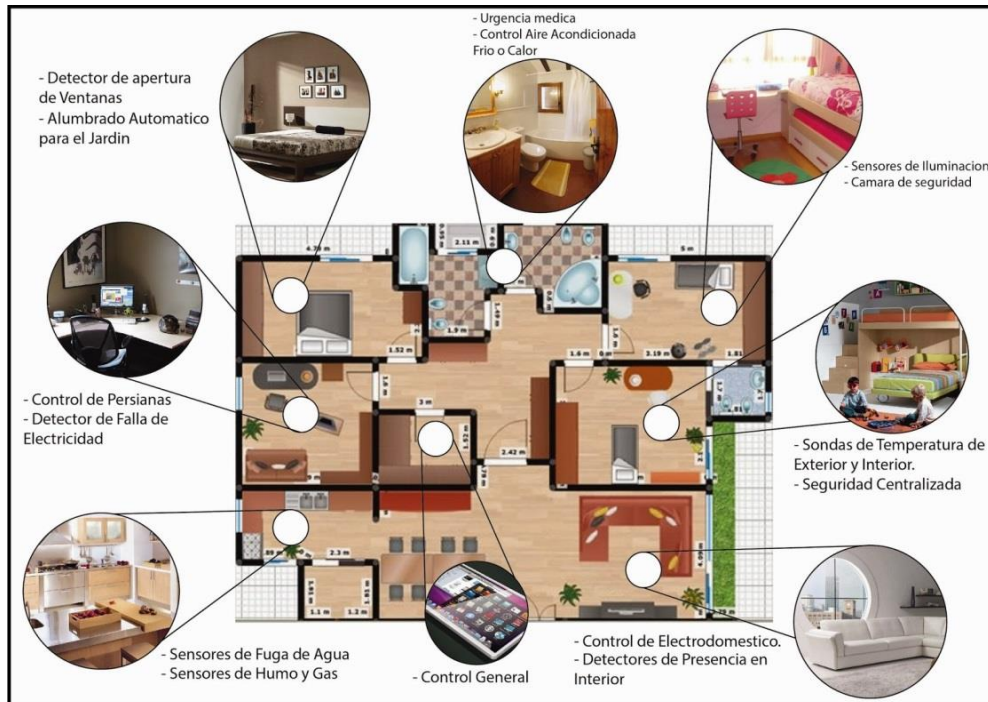 - Detector de apertura
de Ventanas
- Alumbrado Automatico
para el Jardin
- Urgencia medica
- Control Aire Acondicionada
Frio o Calor
- Sensores de Iluminacion
- Camara de seguridad
- Control de Persianas
- Detector de Falla de
Electricidad
- Sondas de Temperatura de
Exterior y Interior.
- Seguridad Centralizada
- Sensores de Fuga de Agua
- Sensores de Humo y Gas
- Control General
- Control de Electrodomestico.
- Detectores de Presencia en
Interior
4.79 m
2.11 m
5 m
1.9 m
1.52 m
1.6 m
3.19 m
1.81
3 m
1.52 m
2.42 m
2.3 m
1.1 m
1.2 m